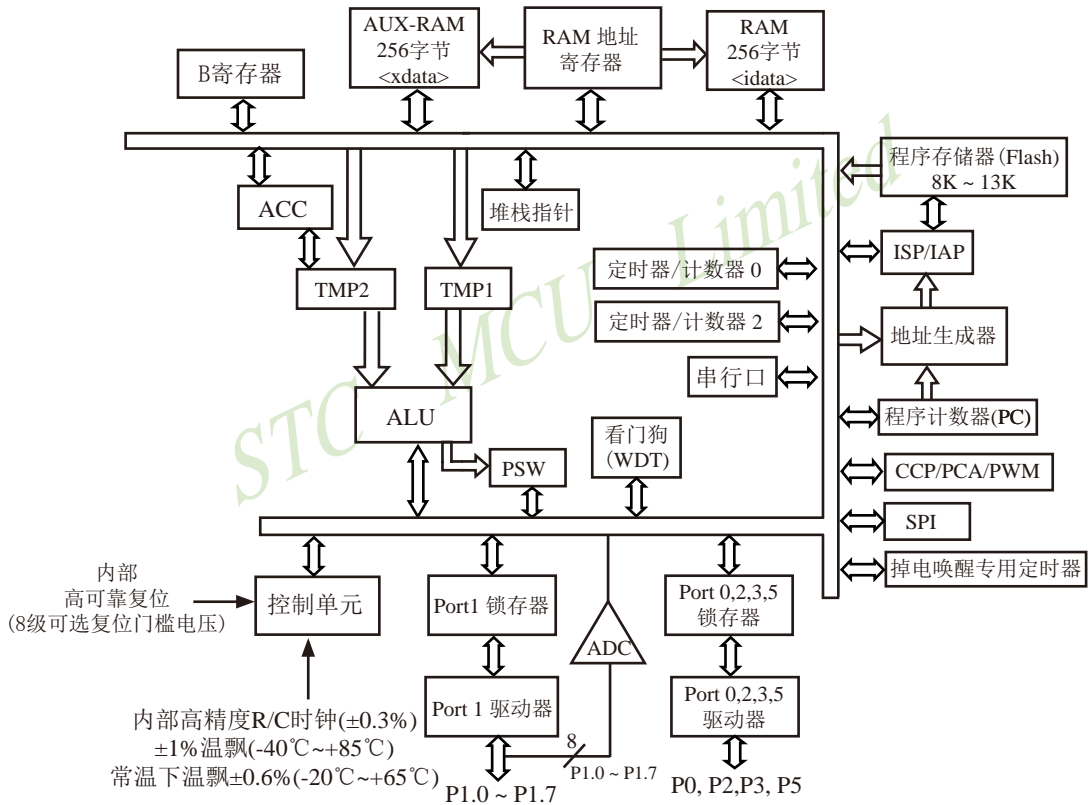 AUX-RAM
256字节
<xdata>
RAM 地址
寄存器
RAM
256字节
<idata>
B寄存器
程序存储器(Flash)
8K ~ 13K
ACC
堆栈指针
ISP/IAP
定时器/计数器 0
TMP2
TMP1
定时器/计数器 2
地址生成器
串行口
ALU
程序计数器(PC)
看门狗
(WDT)
PSW
CCP/PCA/PWM
SPI
掉电唤醒专用定时器
内部
高可靠复位
(8级可选复位门槛电压)
控制单元
Port1 锁存器
ADC
Port 0,2,3,5
锁存器
Port 1 驱动器
Port 0,2,3,5
驱动器
内部高精度R/C时钟(±0.3%)
±1%温飘(-40℃~+85℃)
常温下温飘±0.6%(-20℃~+65℃)
8
P1.0 ~ P1.7
P1.0 ~ P1.7
P0, P2,P3, P5
STC MCU Limited